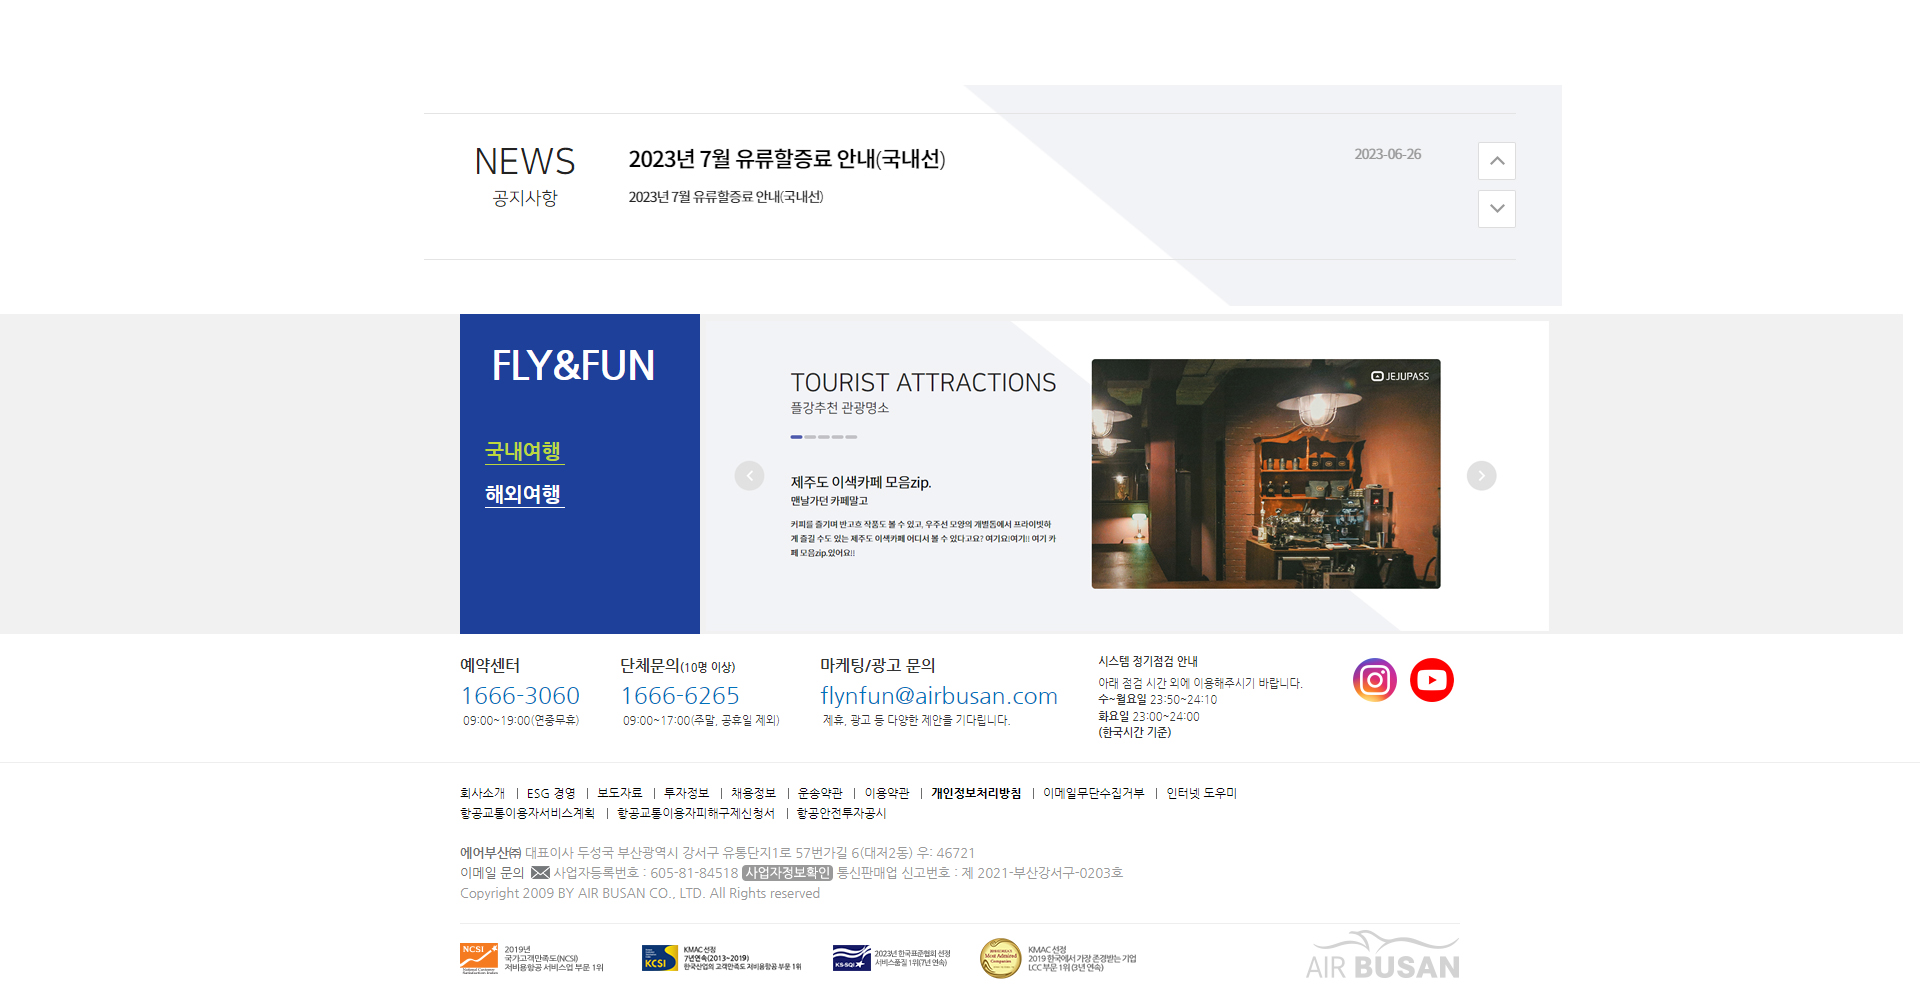 NEWS
공지사항
2023년 7월 유류할증료 안내(국내선)
2023-06-26
2023년 7월 유류할증료 안내(국내선)
FLY&FUN
국내여행
해외여행
TOURIST ATTRACTIONS
플강추천 관광명소
제주도 이색카페 모음zip.
맨날가던 카페말고
커피를 즐기며 반고흐 작품도 볼 수 있고, 우주선 모양의 개별돔에서 프라이빗하
게 즐길 수도 있는 제주도 이색카페 어디서 볼 수 있다고요? 여기요!여기!! 여기 카
페 모음zip.있어요!!
JEJUPASS
예약센터
1666-3060
09:00~19:00(연중무휴)
단체문의(10명 이상)
1666-6265
09:00~17:00(주말, 공휴일 제외)
마케팅/광고 문의
flynfun@airbusan.com
제휴, 광고 등 다양한 제안을 기다립니다.
시스템 정기점검 안내
아래 점검 시간 외에 이용해주시기 바랍니다.
수~월요일 23:50~24:10
화요일 23:00~24:00
(한국시간 기준)
회사소개 | ESG 경영 | 보도자료 | 투자정보 | 채용정보 | 운송약관 | 이용약관 | 개인정보처리방침 | 이메일무단수집거부 | 인터넷 도우미
항공교통이용자서비스계획 | 항공교통이용자피해구제신청서 | 항공안전투자공시
에어부산㈜ 대표이사 두성국 부산광역시 강서구 유통단지1로 57번가길 6(대저2동) 우: 46721
이메일 문의 사업자등록번호 : 605-81-84518 사업자정보확인 통신판매업 신고번호 : 제 2021-부산강서구-0203호
Copyright 2009 BY AIR BUSAN CO., LTD. All Rights reserved
NCSI
2019년
국가고객만족도(NCSI)
저비용항공 서비스업 부문 1위
KCSI
KMAC 선정
7년연속(2013~2019)
한국산업의 고객만족도 저비용항공 부문 1위
KS-SQI
2023년 한국표준협회 선정
서비스품질 1위(7년 연속)
Most Admired
Companies
KMAC 선정
2019 한국에서 가장 존경받는 기업
LCC 부문 1위 (3년 연속)
AIR BUSAN